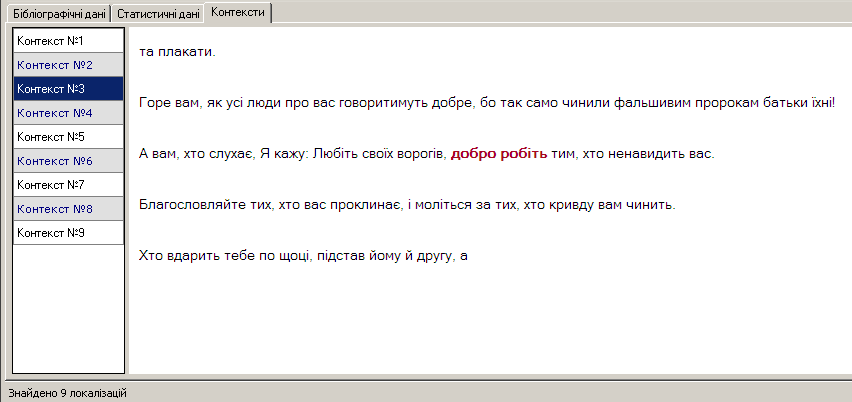 Бібліографічні дані
Статистичні дані
Контексти
Контекст №1
Контекст №2
Контекст №3
Контекст №4
Контекст №5
Контекст №6
Контекст №7
Контекст №8
Контекст №9
та плакати.
Горе вам, як усі люди про вас говоритимуть добре, бо так само чинили фальшивим пророкам батьки їхні!
А вам, хто слухає, Я кажу: Любіть своїх ворогів, добро робіть тим, хто ненавидить вас.
Благословляйте тих, хто вас проклинає, і моліться за тих, хто кривду вам чинить.
Хто вдарить тебе по щоці, підстав йому й другу, а
Знайдено 9 локалізацій